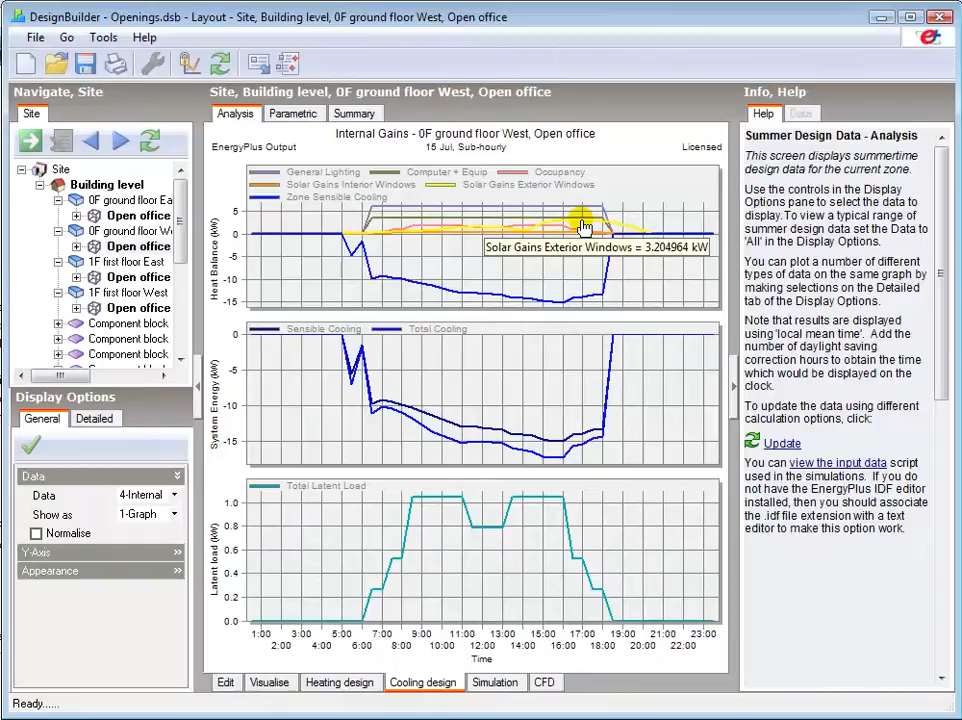 DesignBuilder - Openings.dsb - Layout - Site, Building level, 0F ground floor West, Open office
File Go Tools Help
Navigate, Site
Site
Site
Building level
0F ground floor Ea
Open office
0F ground floor We
Open office
1F first floor East
Open office
1F first floor West
Open office
Component block
Component block
Component block
Display Options
General Detailed
Data
Data 4-Internal
Show as 1-Graph
Normalise
Y-Axis
Appearance
Site, Building level, 0F ground floor West, Open office
Analysis Parametric Summary
Internal Gains - 0F ground floor West, Open office
EnergyPlus Output 15 Jul, Sub-hourly Licensed
General Lighting Computer + Equip Occupancy
Solar Gains Interior Windows Solar Gains Exterior Windows
Zone Sensible Cooling
Heat Balance (kW)
5
0
-5
-10
-15
Solar Gains Exterior Windows = 3.204964 kW
Sensible Cooling Total Cooling
System Energy (kW)
0
-5
-10
-15
Total Latent Load
Latent load (kW)
1.0
0.8
0.6
0.4
0.2
0.0
1:00 3:00 5:00 7:00 9:00 11:00 13:00 15:00 17:00 19:00 21:00 23:00
2:00 4:00 6:00 8:00 10:00 12:00 14:00 16:00 18:00 20:00 22:00
Time
Edit Visualise Heating design Cooling design Simulation CFD
Info, Help
Help Data
Summer Design Data - Analysis
This screen displays summertime
design data for the current zone.
Use the controls in the Display
Options pane to select the data to
display.To view a typical range of
summer design data set the Data to
'All' in the Display Options.
You can plot a number of different
types of data on the same graph by
making selections on the Detailed
tab of the Display Options.
Note that results are displayed
using 'local mean time'. Add the
number of daylight saving
correction hours to obtain the time
which would be displayed on the
clock.
To update the data using different
calculation options, click:
Update
You can view the input data script
used in the simulations. If you do
not have the EnergyPlus IDF editor
installed, then you should associate
the .idf file extension with a text
editor to make this option work.
Ready......